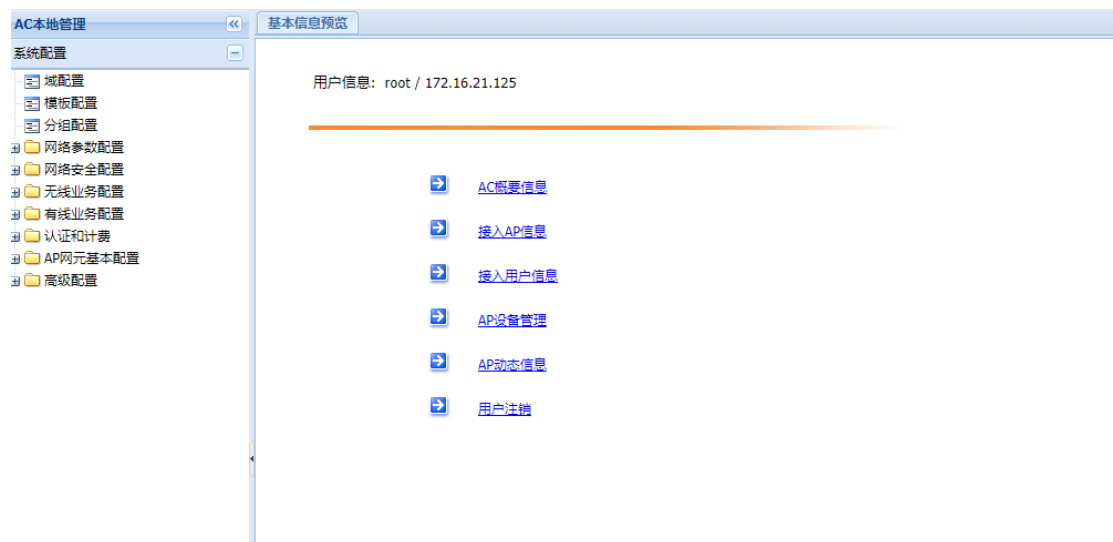 AC本地管理
基本信息预览
系统配置
域配置
模板配置
分组配置
网络参数配置
网络安全配置
无线业务配置
有线业务配置
认证和计费
AP网元基本配置
高级配置
用户信息: root / 172.16.21.125
AC概要信息
接入AP信息
接入用户信息
AP设备管理
AP动态信息
用户注销